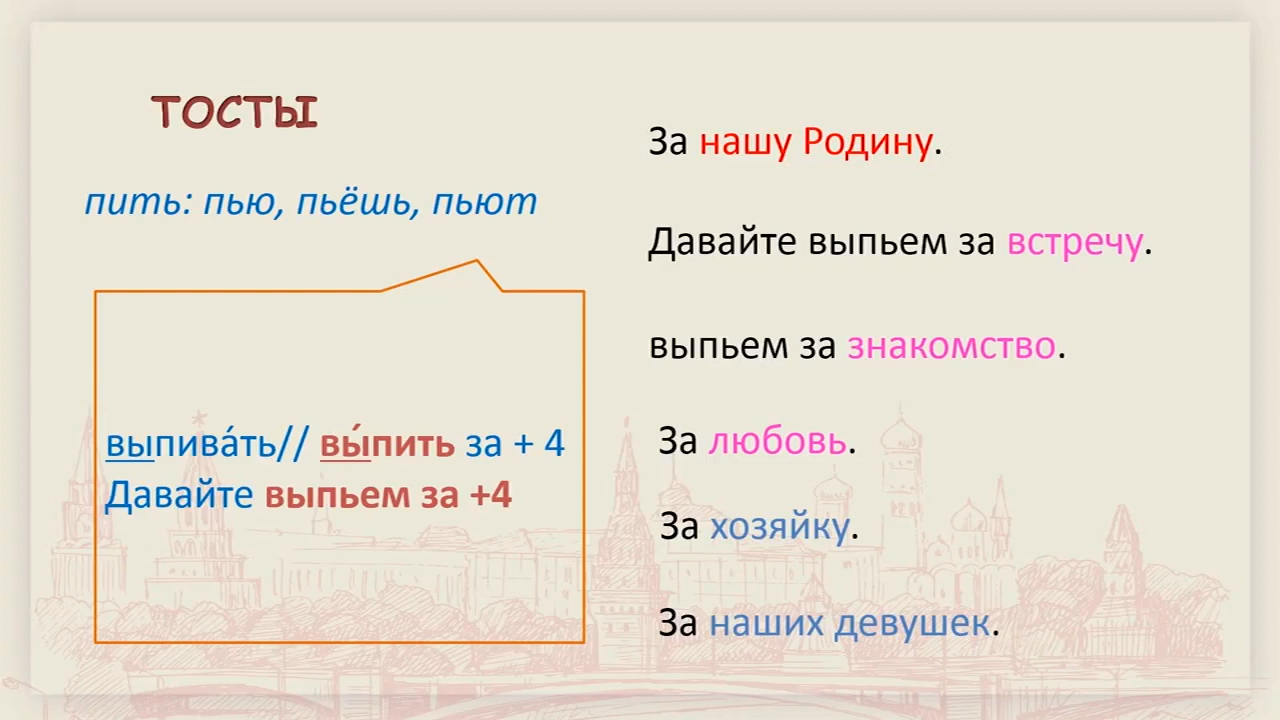 ТОСТЫ
пить: пью, пьёшь, пьют
выпива́ть// вы́пить за + 4
Давайте выпьем за +4
За нашу Родину.
Давайте выпьем за встречу.
выпьем за знакомство.
За любовь.
За хозяйку.
За наших девушек.